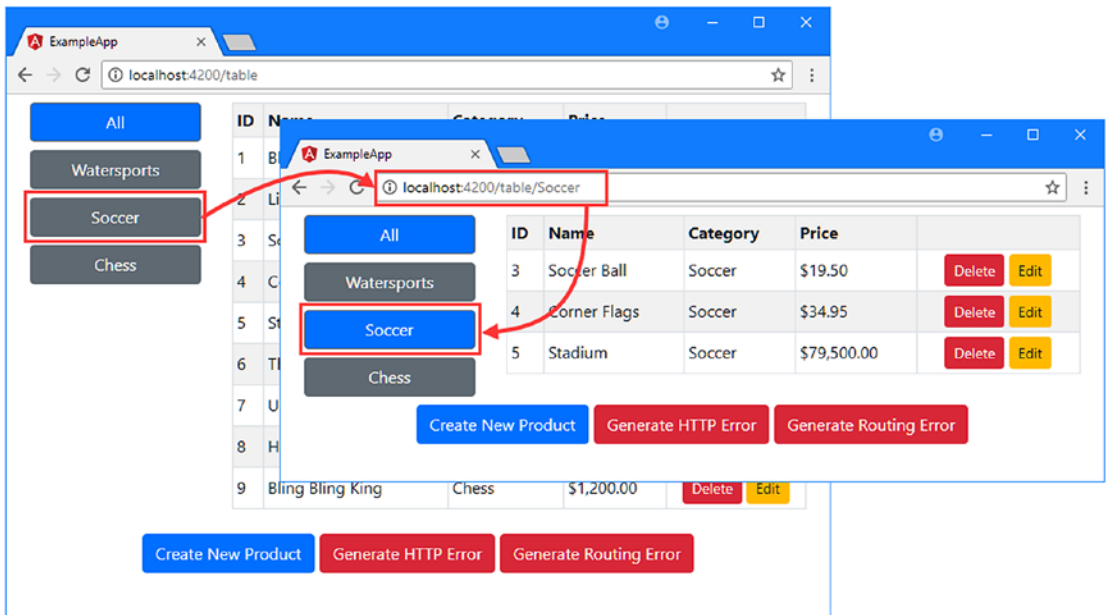 ExampleApp
localhost:4200/table
All
Watersports
Soccer
Chess
ID Name Category Price
1
2
3
4
5
6
7
8
9 Bling Bling King Chess $1,200.00 Delete Edit
Create New Product Generate HTTP Error Generate Routing Error
ExampleApp
localhost:4200/table/Soccer
All
Watersports
Soccer
Chess
ID Name Category Price
3 Soccer Ball Soccer $19.50 Delete Edit
4 Corner Flags Soccer $34.95 Delete Edit
5 Stadium Soccer $79,500.00 Delete Edit
Create New Product Generate HTTP Error Generate Routing Error